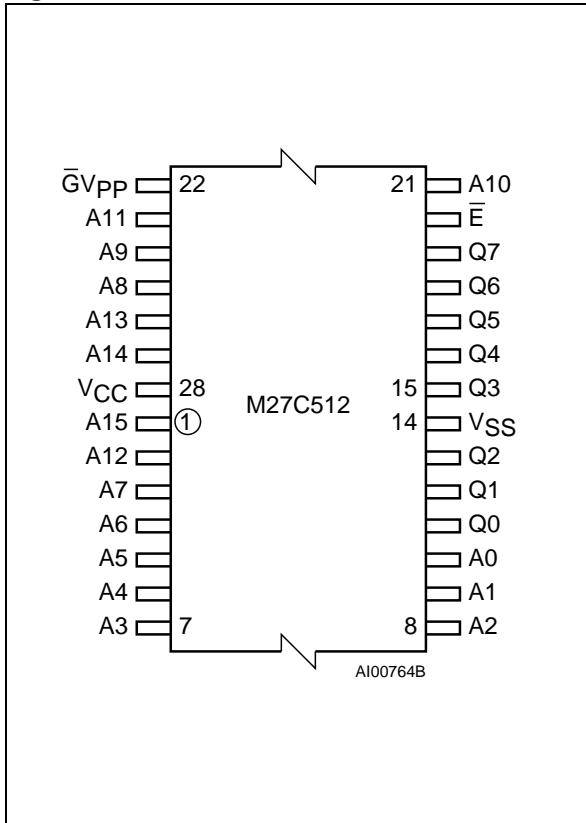 G̅VPP 22 21 A10
A11 E̅
A9 Q7
A8 Q6
A13 Q5
A14 Q4
VCC 28 15 Q3
M27C512
A15 1 14 VSS
A12 Q2
A7 Q1
A6 Q0
A5 A0
A4 A1
A3 7 8 A2
AI00764B